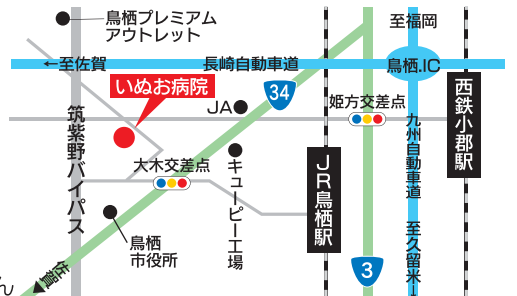 鳥栖プレミアム
アウトレット
至福岡
←至佐賀
長崎自動車道
鳥栖.IC
いぬお病院
34
JA
姫方交差点
西鉄小郡駅
筑紫野バイパス
大木交差点
キューピー工場
JR鳥栖駅
九州自動車道
鳥栖
市役所
至久留米→
3
佐賀
ん